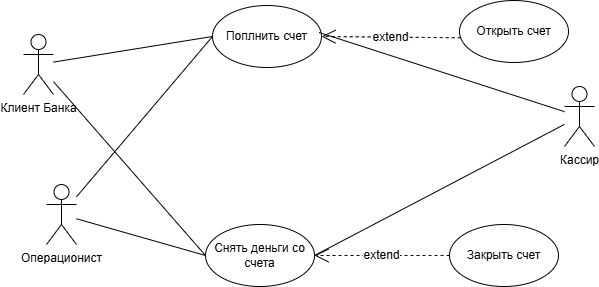 Поплнить счет
extend
Открыть счет
Клиент Банка
Кассир
Операционист
Снять деньги со
счета
extend
Закрыть счет